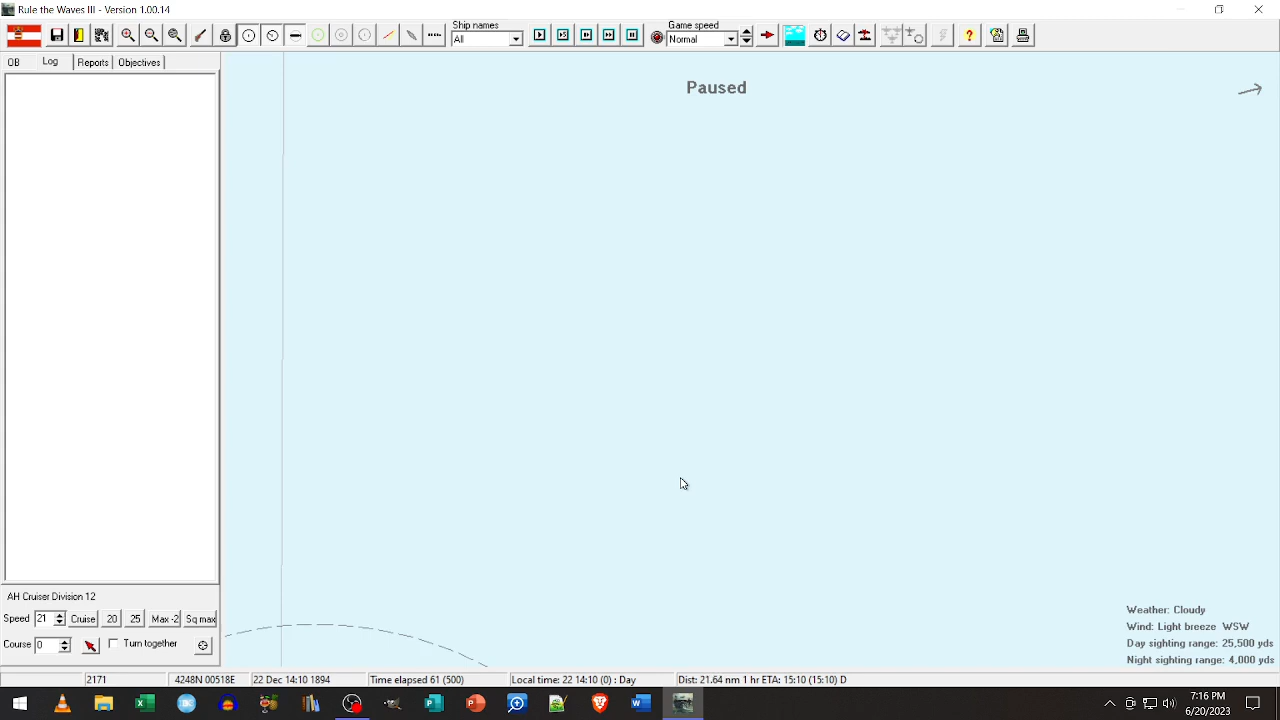 Rule the Waves III - Version 1.00.14
Ship names
All
Game speed
Normal
OB Log Reports Objectives
Paused
AH Cruiser Division 12
Speed 21 Cruise 20 25 Max -2 Sq max
Course 0 Turn together
Weather: Cloudy
Wind: Light breeze WSW
Day sighting range: 25,500 yds
Night sighting range: 4,000 yds
2171 4248N 00518E 22 Dec 14:10 1894 Time elapsed 61 (500) Local time: 22 14:10 (0) : Day Dist: 21.64 nm 1 hr ETA: 15:10 (15:10) D
7:16 PM
6/20/2023